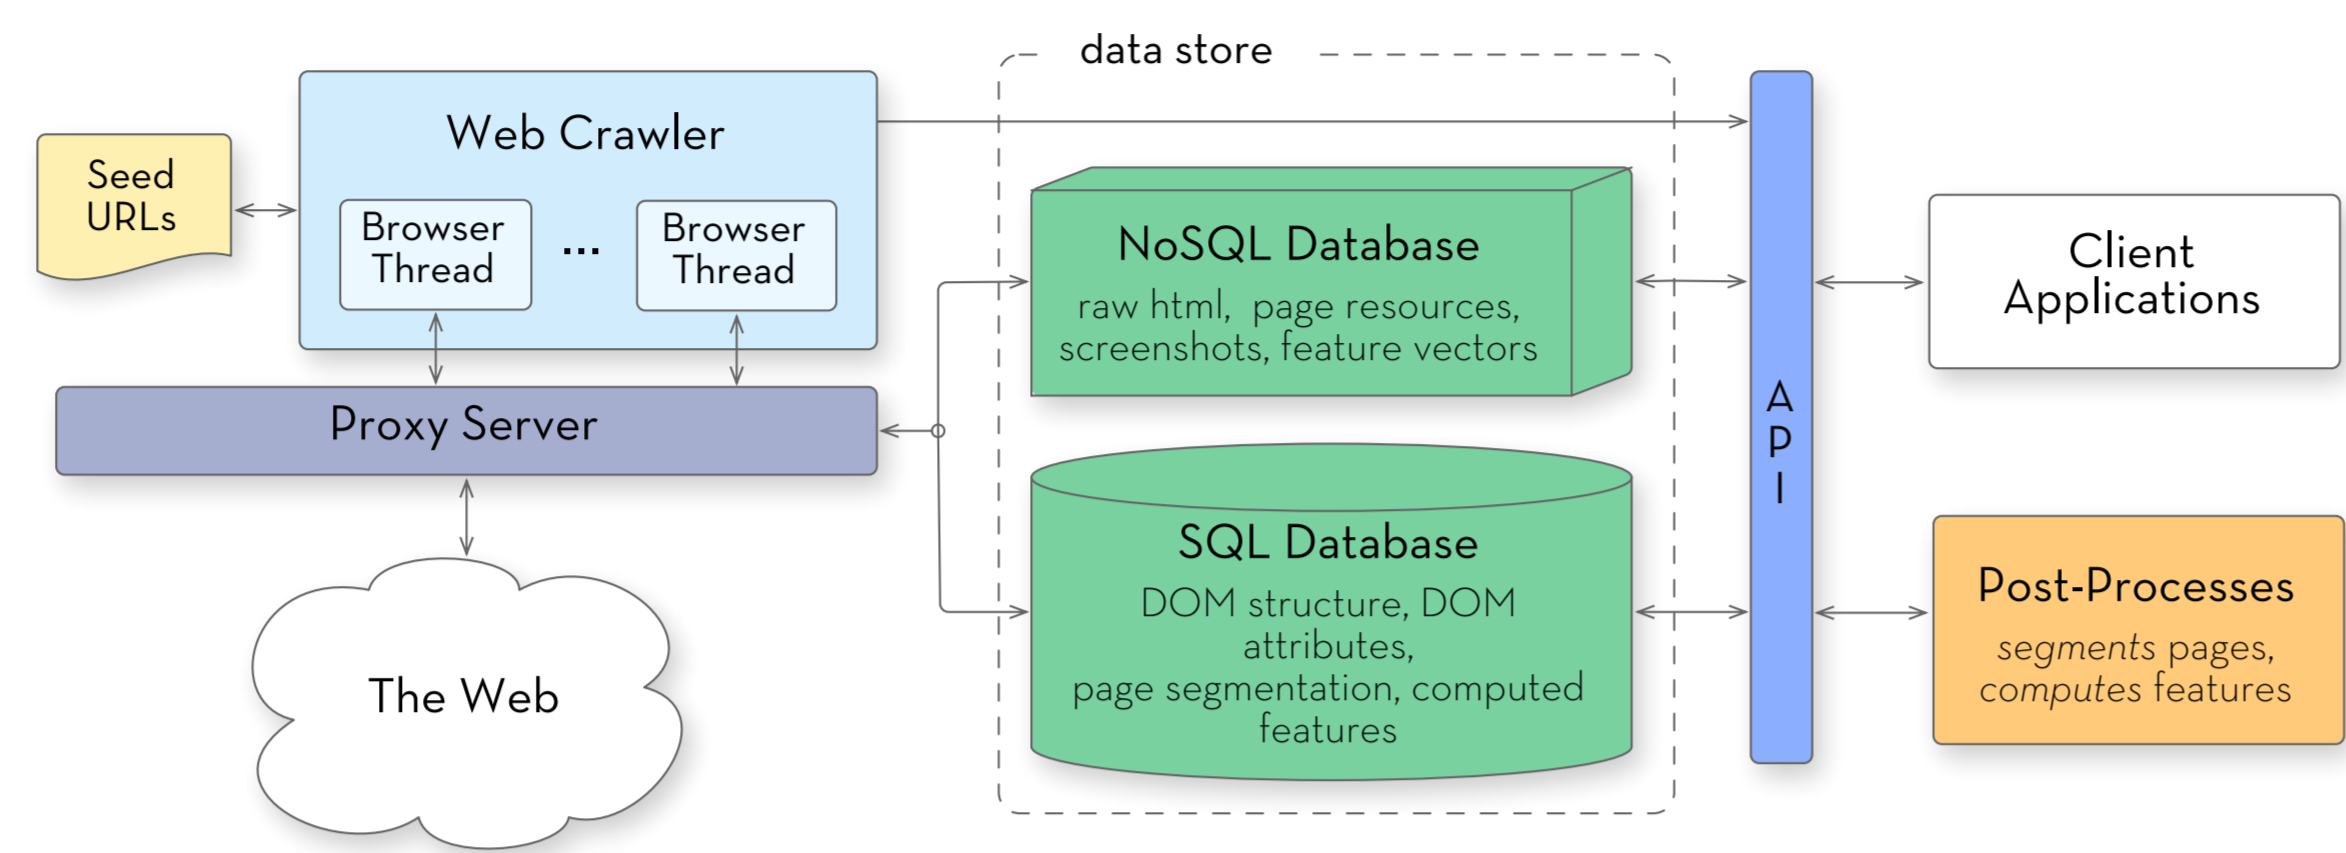 data store
Web Crawler
Seed
URLs
Browser
Thread
...
Browser
Thread
Proxy Server
The Web
NoSQL Database
raw html, page resources,
screenshots, feature vectors
SQL Database
DOM structure, DOM
attributes,
page segmentation, computed
features
A
P
I
Client
Applications
Post-Processes
segments pages,
computes features